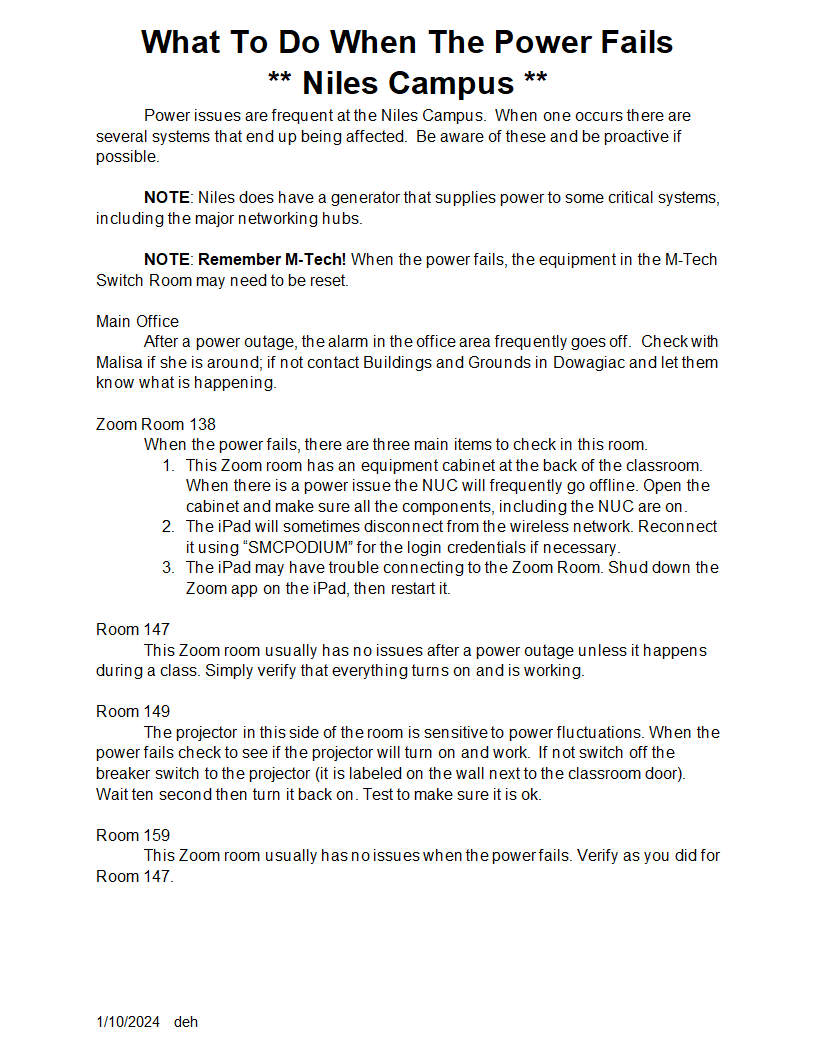 What To Do When The Power Fails
** Niles Campus **
Power issues are frequent at the Niles Campus.  When one occurs there are
several systems that end up being affected.  Be aware of these and be proactive if
possible.
NOTE: Niles does have a generator that supplies power to some critical systems,
including the major networking hubs.
NOTE: Remember M-Tech! When the power fails, the equipment in the M-Tech
Switch Room may need to be reset.
Main Office
After a power outage, the alarm in the office area frequently goes off.  Check with
Malisa if she is around; if not contact Buildings and Grounds in Dowagiac and let them
know what is happening.
Zoom Room 138
When the power fails, there are three main items to check in this room.
1. This Zoom room has an equipment cabinet at the back of the classroom.
When there is a power issue the NUC will frequently go offline. Open the
cabinet and make sure all the components, including the NUC are on.
2. The iPad will sometimes disconnect from the wireless network. Reconnect
it using “SMCPODIUM” for the login credentials if necessary.
3. The iPad may have trouble connecting to the Zoom Room. Shud down the
Zoom app on the iPad, then restart it.
Room 147
This Zoom room usually has no issues after a power outage unless it happens
during a class. Simply verify that everything turns on and is working.
Room 149
The projector in this side of the room is sensitive to power fluctuations. When the
power fails check to see if the projector will turn on and work.  If not switch off the
breaker switch to the projector (it is labeled on the wall next to the classroom door).
Wait ten second then turn it back on. Test to make sure it is ok.
Room 159
This Zoom room usually has no issues when the power fails. Verify as you did for
Room 147.
1/10/2024   deh